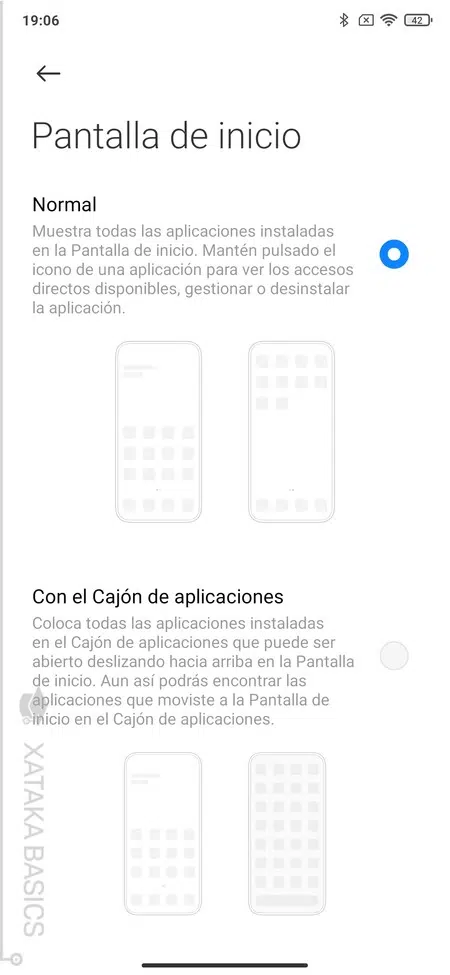 19:06
42
Pantalla de inicio
Normal
Muestra todas las aplicaciones instaladas
en la Pantalla de inicio. Mantén pulsado el
icono de una aplicación para ver los accesos
directos disponibles, gestionar o desinstalar
la aplicación.
Con el Cajón de aplicaciones
Coloca todas las aplicaciones instaladas
en el Cajón de aplicaciones que puede ser
abierto deslizando hacia arriba en la Pantalla
de inicio. Aun así podrás encontrar las
aplicaciones que moviste a la Pantalla de
inicio en el Cajón de aplicaciones.
XATAKA BASICS